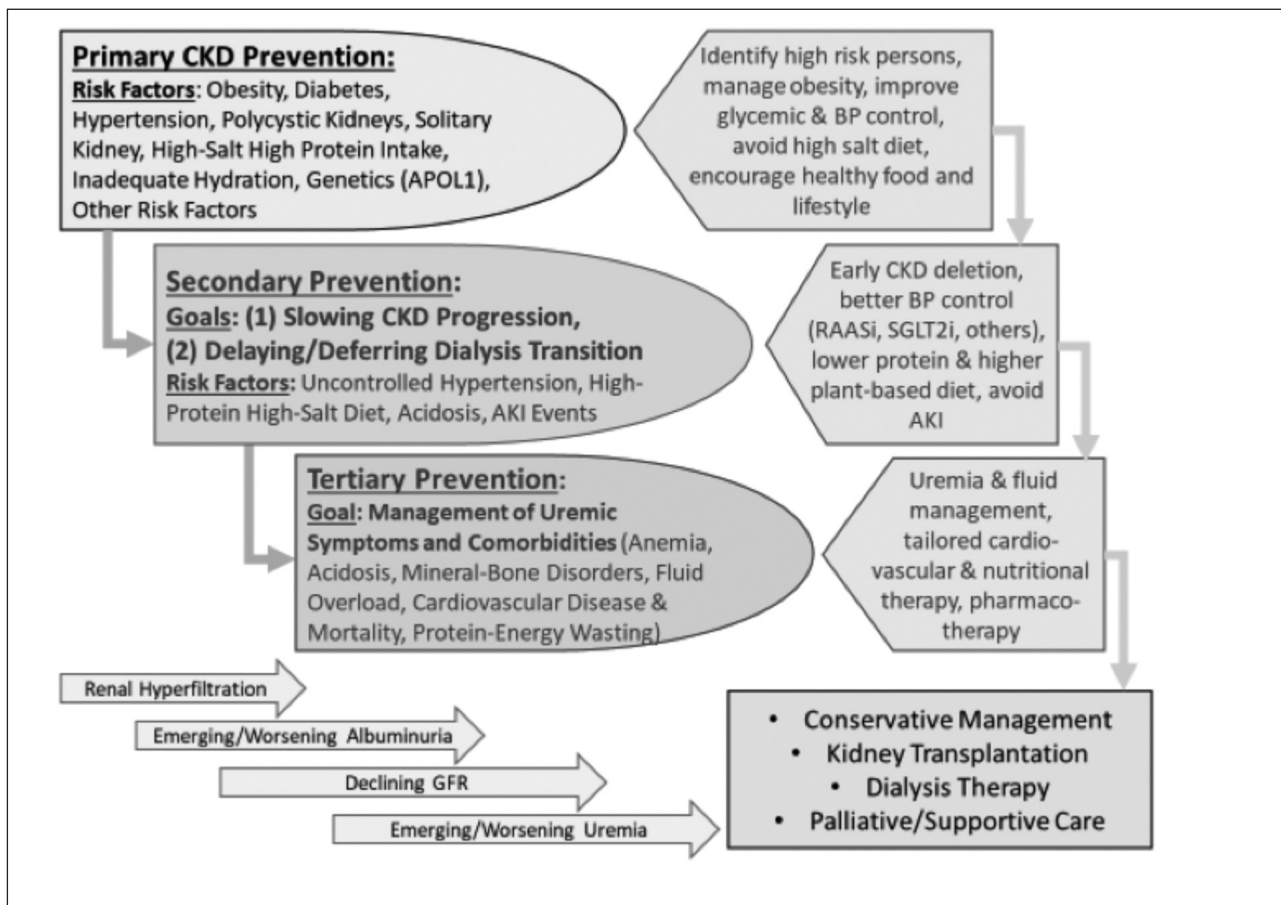 Primary CKD Prevention:
Risk Factors: Obesity, Diabetes,
Hypertension, Polycystic Kidneys, Solitary
Kidney, High-Salt High Protein Intake,
Inadequate Hydration, Genetics (APOL1),
Other Risk Factors
Identify high risk persons,
manage obesity, improve
glycemic & BP control,
avoid high salt diet,
encourage healthy food and
lifestyle
Secondary Prevention:
Goals: (1) Slowing CKD Progression,
(2) Delaying/Deferring Dialysis Transition
Risk Factors: Uncontrolled Hypertension, High-
Protein High-Salt Diet, Acidosis, AKI Events
Early CKD deletion,
better BP control
(RAASi, SGLT2i, others),
lower protein & higher
plant-based diet, avoid
AKI
Tertiary Prevention:
Goal: Management of Uremic
Symptoms and Comorbidities (Anemia,
Acidosis, Mineral-Bone Disorders, Fluid
Overload, Cardiovascular Disease &
Mortality, Protein-Energy Wasting)
Uremia & fluid
management,
tailored cardio-
vascular & nutritional
therapy, pharmaco-
therapy
Renal Hyperfiltration
Emerging/Worsening Albuminuria
Declining GFR
Emerging/Worsening Uremia
• Conservative Management
• Kidney Transplantation
• Dialysis Therapy
• Palliative/Supportive Care